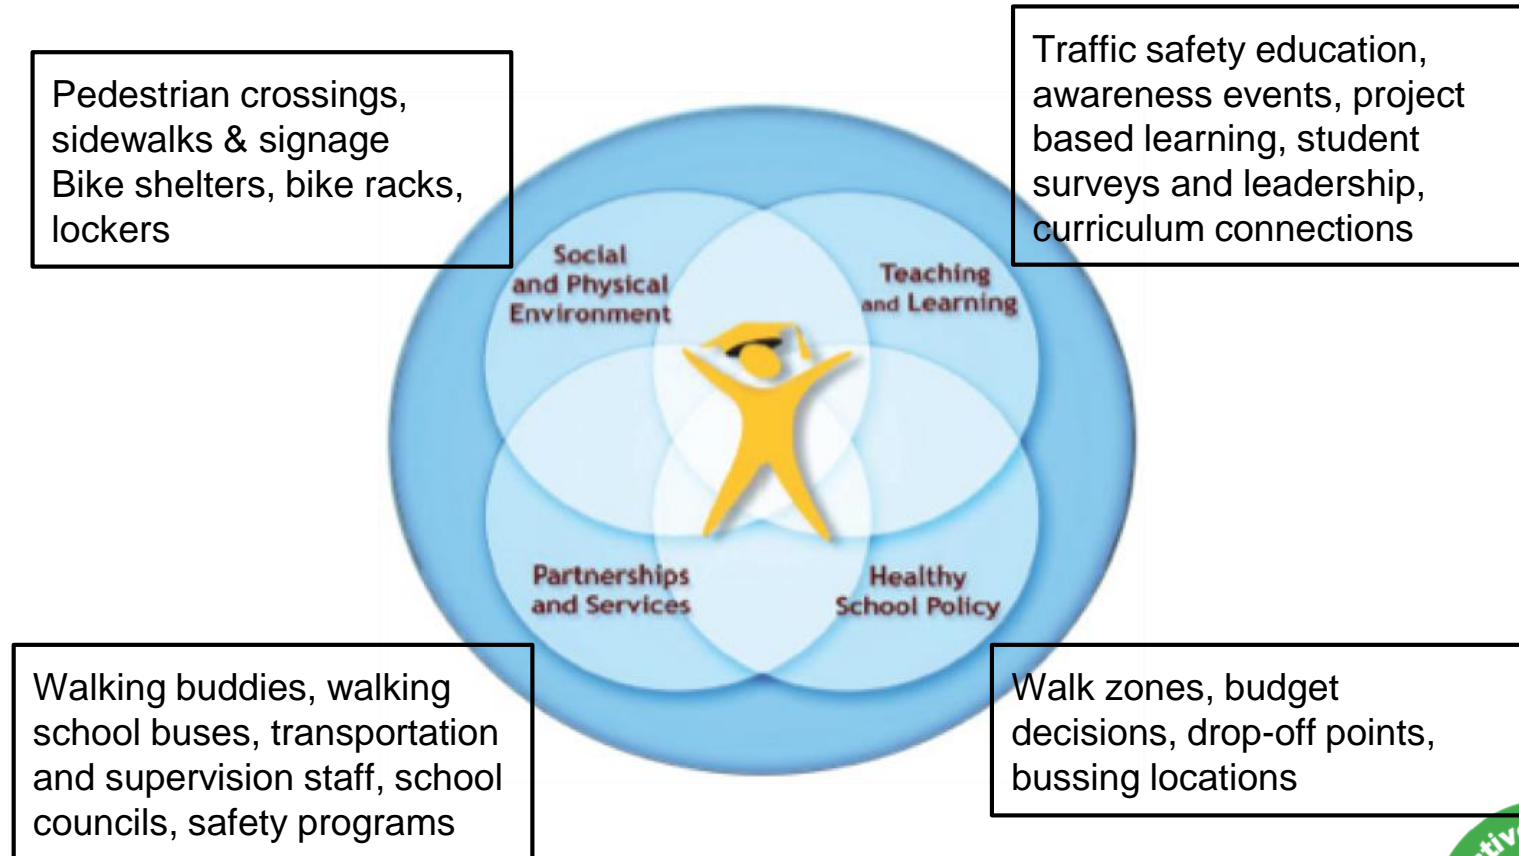 Pedestrian crossings,
sidewalks & signage
Bike shelters, bike racks,
lockers
Traffic safety education,
awareness events, project
based learning, student
surveys and leadership,
curriculum connections
Social
and Physical
Environment
Teaching
and Learning
Partnerships
and Services
Healthy
School Policy
Walking buddies, walking
school buses, transportation
and supervision staff, school
councils, safety programs
Walk zones, budget
decisions, drop-off points,
bussing locations